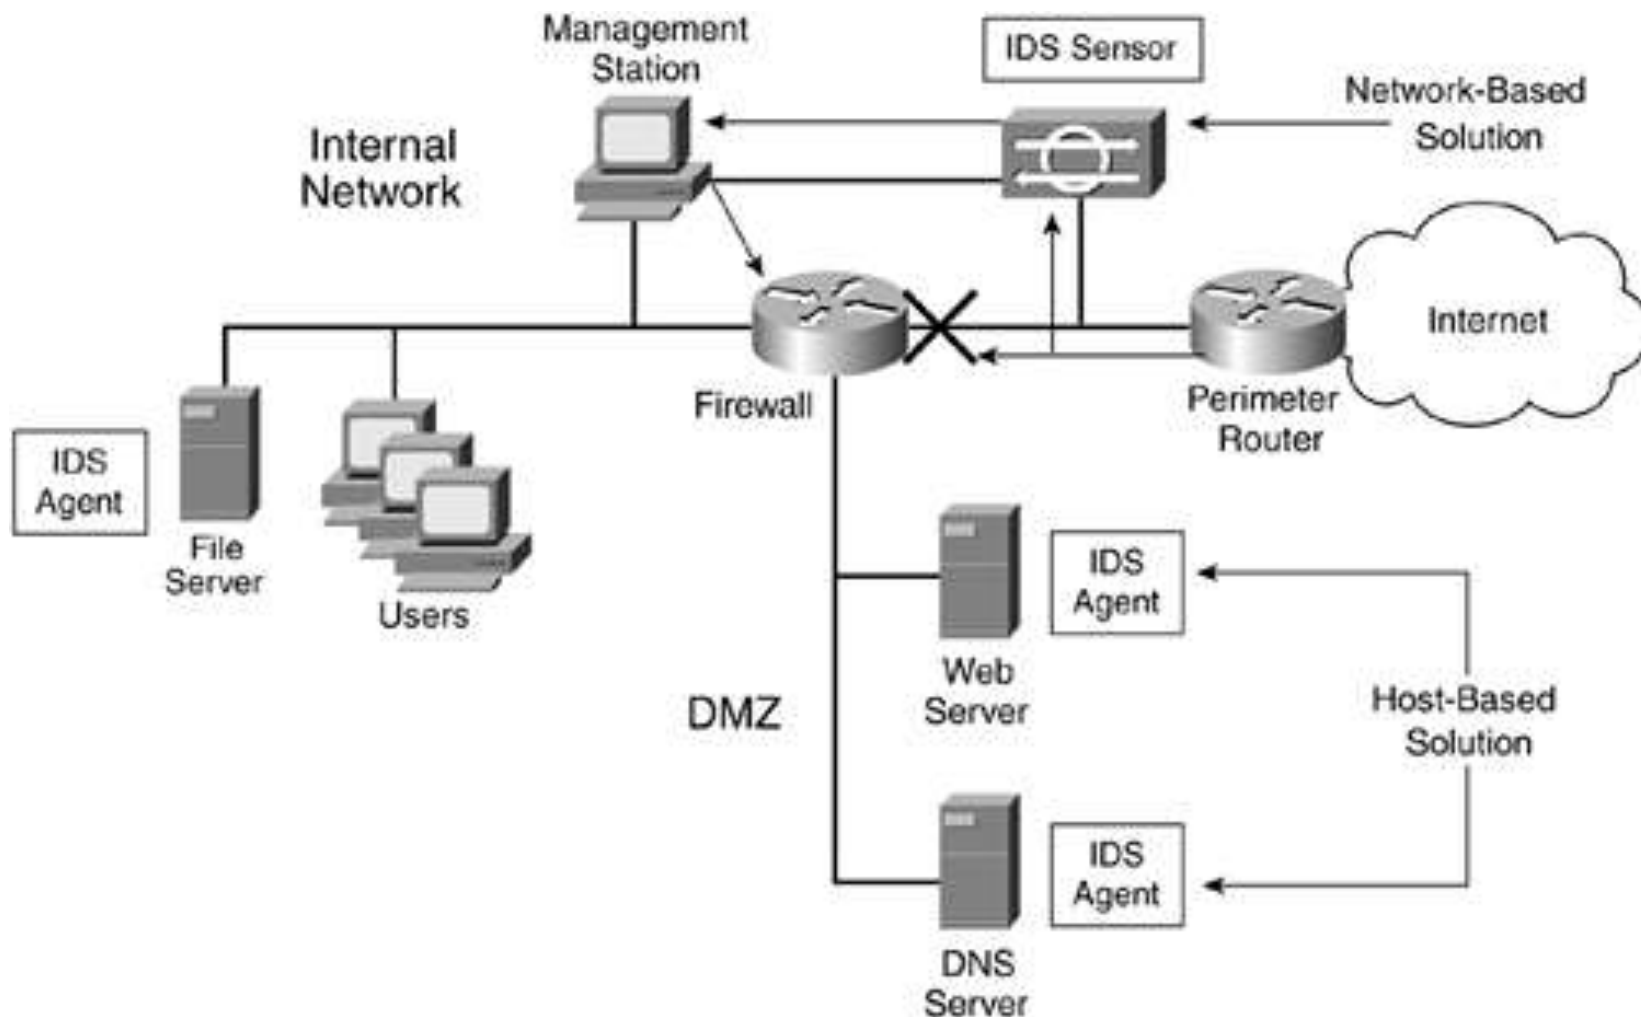 Management
Station
IDS Sensor
Network-Based
Solution
Internal
Network
Internet
Firewall
Perimeter
Router
IDS
Agent
File
Server
Users
IDS
Agent
Web
Server
DMZ
Host-Based
Solution
IDS
Agent
DNS
Server